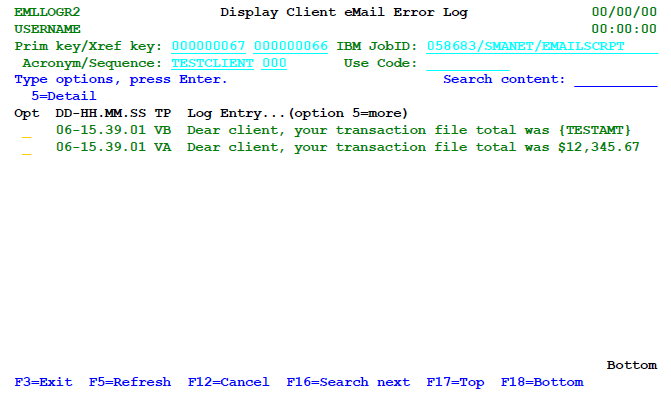 EMLLOGR2 Display Client eMail Error Log 00/00/00
USERNAME 00:00:00
Prim key/Xref key: 000000067 000000066 IBM JobID: 058683/SMANET/EMAILSCRPT
Acronym/Sequence: TESTCLIENT 000 Use Code: __________
Type options, press Enter. Search content: __________
5=Detail
Opt DD-HH.MM.SS TP Log Entry...(option 5=more)
_ 06-15.39.01 VB Dear client, your transaction file total was {TESTAMT}
_ 06-15.39.01 VA Dear client, your transaction file total was $12,345.67
Bottom
F3=Exit F5=Refresh F12=Cancel F16=Search next F17=Top F18=Bottom